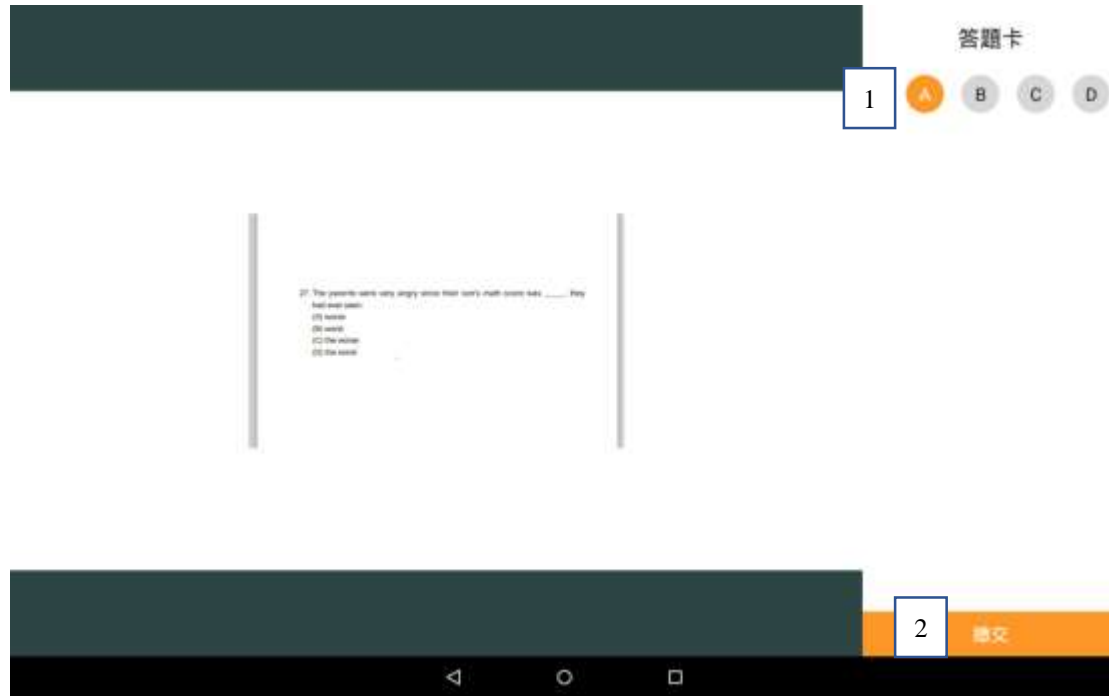 答題卡
1
A B C D
27. The parents were very angry since their son's math score was _____ they
had ever seen.
(A) worse
(B) worst
(C) the worse
(D) the worst
2
繳交